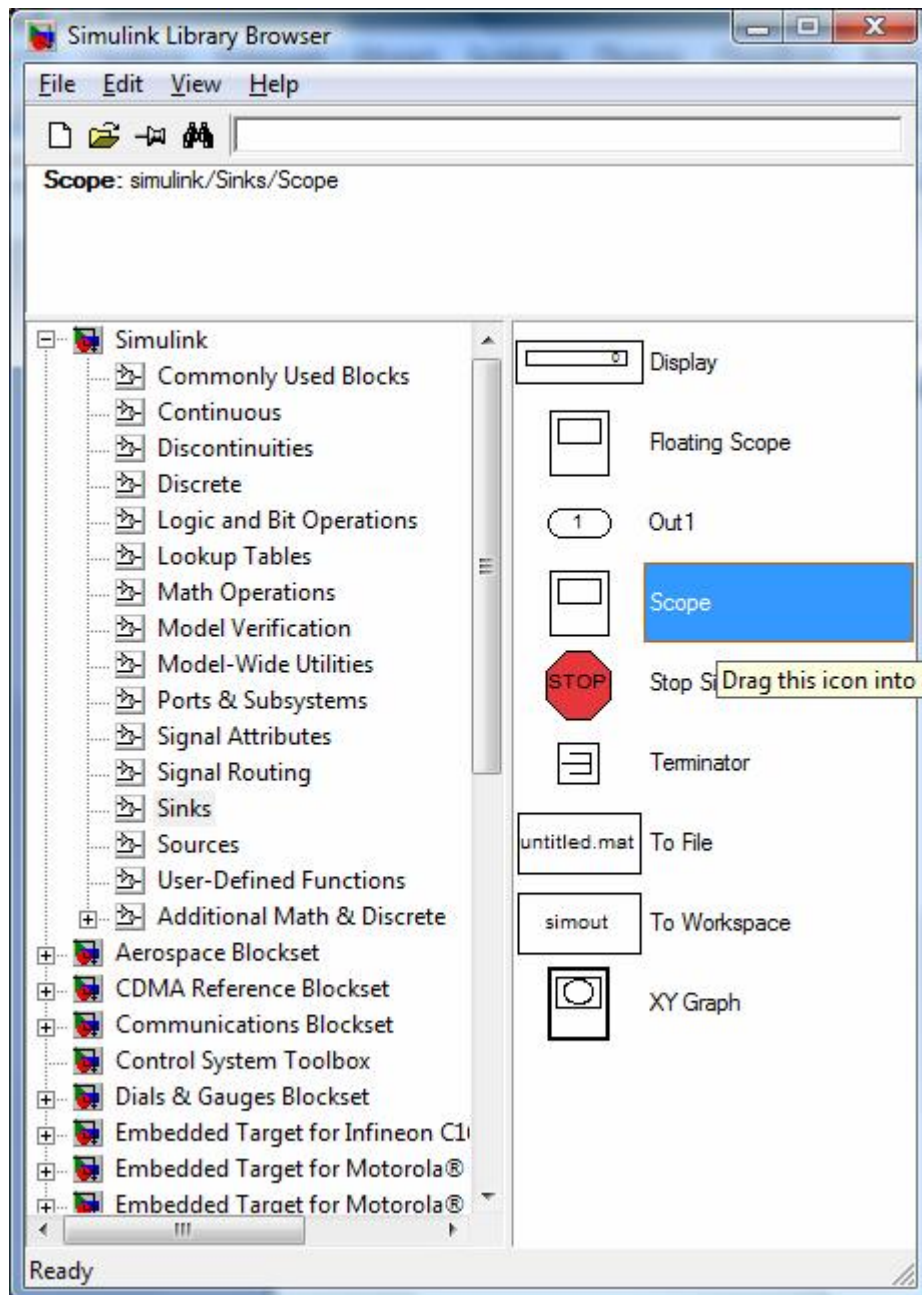 Simulink Library Browser
File Edit View Help
Scope: simulink/Sinks/Scope
Simulink
Commonly Used Blocks
Continuous
Discontinuities
Discrete
Logic and Bit Operations
Lookup Tables
Math Operations
Model Verification
Model-Wide Utilities
Ports & Subsystems
Signal Attributes
Signal Routing
Sinks
Sources
User-Defined Functions
Additional Math & Discrete
Aerospace Blockset
CDMA Reference Blockset
Communications Blockset
Control System Toolbox
Dials & Gauges Blockset
Embedded Target for Infineon C1
Embedded Target for Motorola®
Embedded Target for Motorola®
0 Display
Floating Scope
1 Out1
Scope
STOP Stop Si
Drag this icon into
Terminator
untitled.mat To File
simout To Workspace
XY Graph
Ready